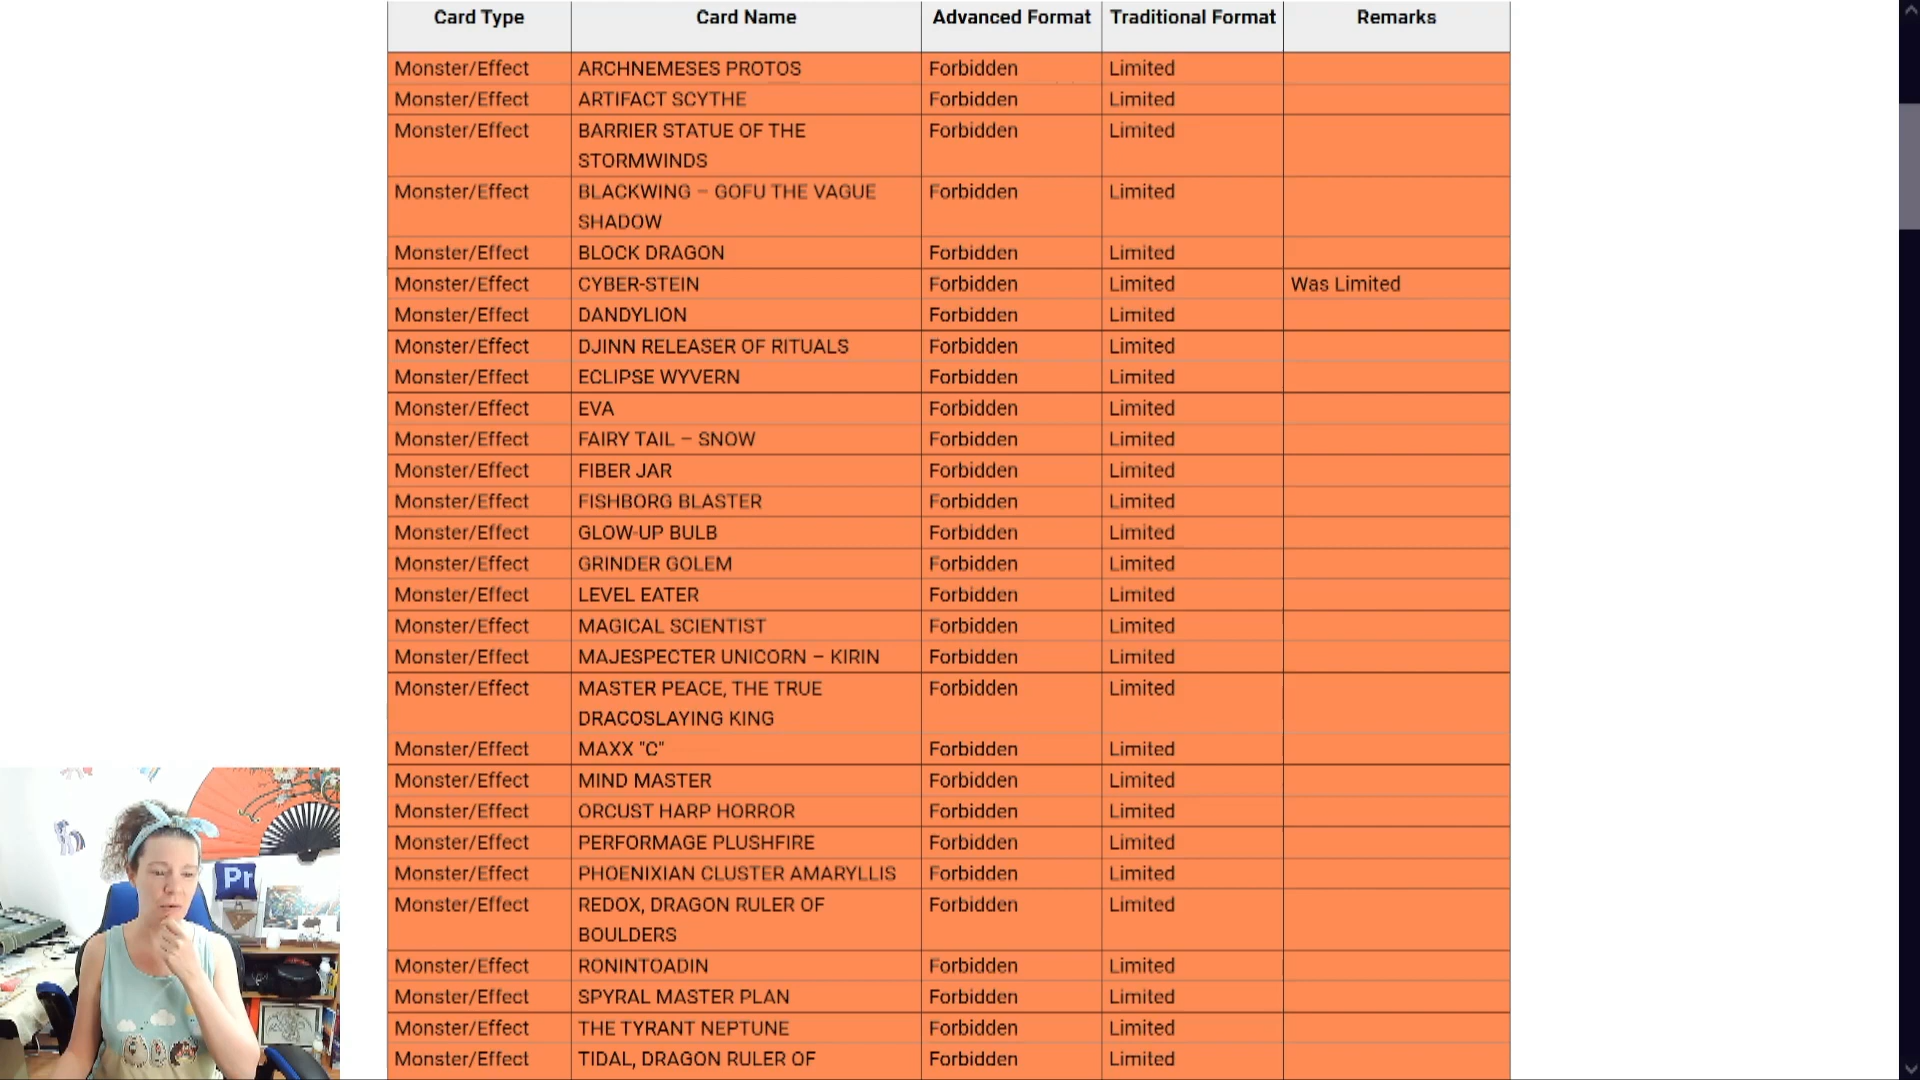 Card Type Card Name Advanced Format Traditional Format Remarks
Monster/Effect ARCHNEMESES PROTOS Forbidden Limited
Monster/Effect ARTIFACT SCYTHE Forbidden Limited
Monster/Effect BARRIER STATUE OF THE Forbidden Limited
STORMWINDS
Monster/Effect BLACKWING – GOFU THE VAGUE Forbidden Limited
SHADOW
Monster/Effect BLOCK DRAGON Forbidden Limited
Monster/Effect CYBER-STEIN Forbidden Limited Was Limited
Monster/Effect DANDYLION Forbidden Limited
Monster/Effect DJINN RELEASER OF RITUALS Forbidden Limited
Monster/Effect ECLIPSE WYVERN Forbidden Limited
Monster/Effect EVA Forbidden Limited
Monster/Effect FAIRY TAIL – SNOW Forbidden Limited
Monster/Effect FIBER JAR Forbidden Limited
Monster/Effect FISHBORG BLASTER Forbidden Limited
Monster/Effect GLOW-UP BULB Forbidden Limited
Monster/Effect GRINDER GOLEM Forbidden Limited
Monster/Effect LEVEL EATER Forbidden Limited
Monster/Effect MAGICAL SCIENTIST Forbidden Limited
Monster/Effect MAJESPECTER UNICORN – KIRIN Forbidden Limited
Monster/Effect MASTER PEACE, THE TRUE Forbidden Limited
DRACOSLAYING KING
Monster/Effect MAXX "C" Forbidden Limited
Monster/Effect MIND MASTER Forbidden Limited
Monster/Effect ORCUST HARP HORROR Forbidden Limited
Monster/Effect PERFORMAGE PLUSHFIRE Forbidden Limited
Monster/Effect PHOENIXIAN CLUSTER AMARYLLIS Forbidden Limited
Monster/Effect REDOX, DRAGON RULER OF Forbidden Limited
BOULDERS
Monster/Effect RONINTOADIN Forbidden Limited
Monster/Effect SPYRAL MASTER PLAN Forbidden Limited
Monster/Effect THE TYRANT NEPTUNE Forbidden Limited
Monster/Effect TIDAL, DRAGON RULER OF Forbidden Limited
Pr